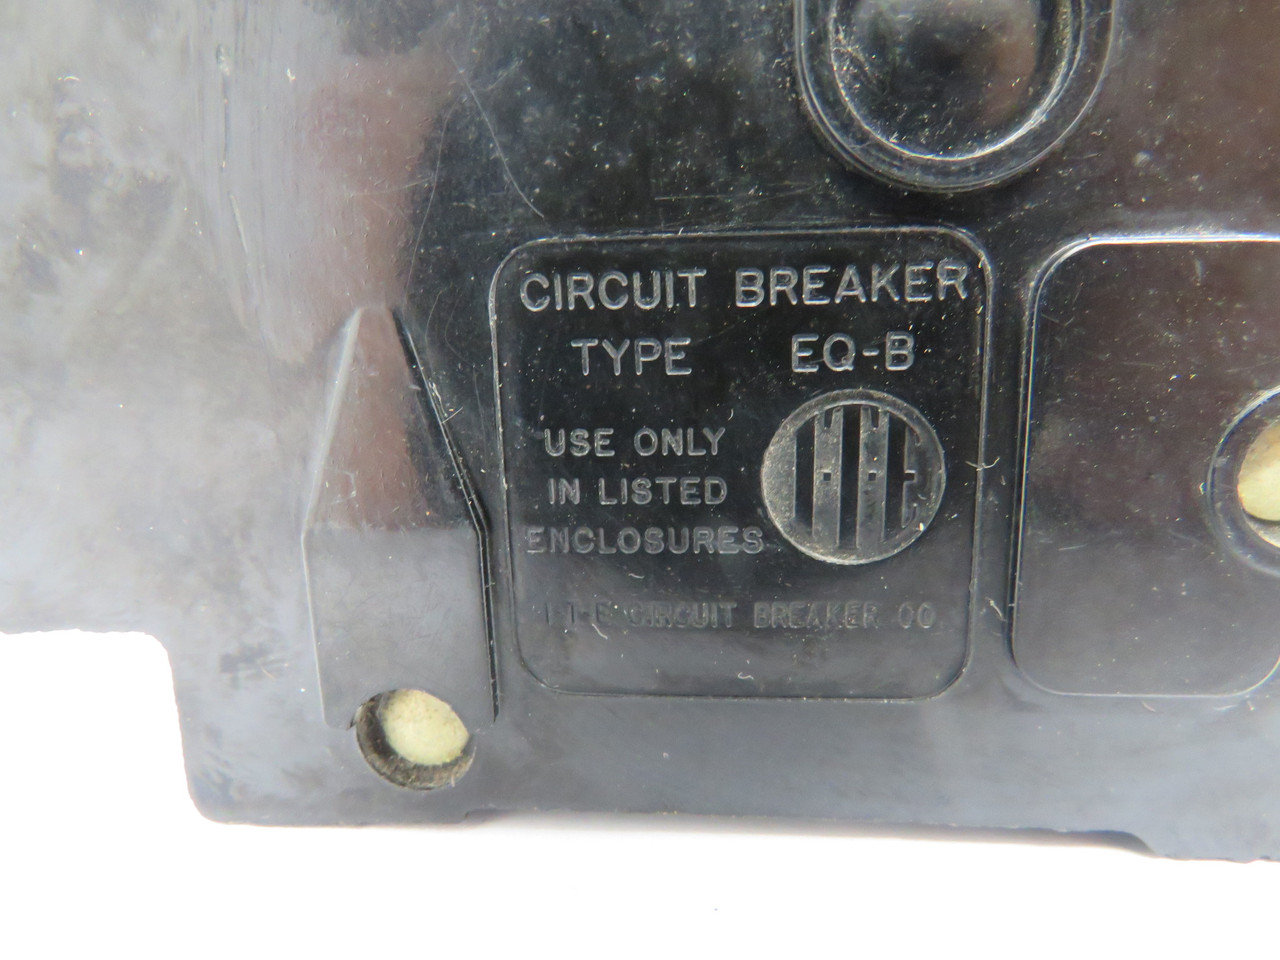 CIRCUIT BREAKER
TYPE EQ-B
USE ONLY
IN LISTED
ENCLOSURES
I-T-E
I-T-E CIRCUIT BREAKER CO.